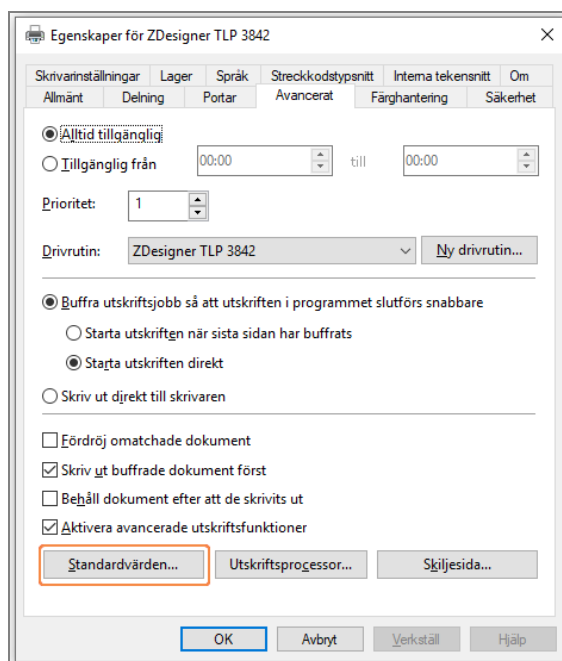 Egenskaper för ZDesigner TLP 3842
Skrivarinställningar Lager Språk Streckkodstypsnitt Interna tekensnitt Om
Allmänt Delning Portar Avancerat Färghantering Säkerhet
Alltid tillgänglig
Tillgänglig från 00:00 till 00:00
Prioritet: 1
Drivrutin: ZDesigner TLP 3842 Ny drivrutin...
Buffra utskriftsjobb så att utskriften i programmet slutförs snabbare
Starta utskriften när sista sidan har buffrats
Starta utskriften direkt
Skriv ut direkt till skrivaren
Fördröj omatchade dokument
Skriv ut buffrade dokument först
Behåll dokument efter att de skrivits ut
Aktivera avancerade utskriftsfunktioner
Standardvärden... Utskriftsprocessor... Skiljesida...
OK Avbryt Verkställ Hjälp